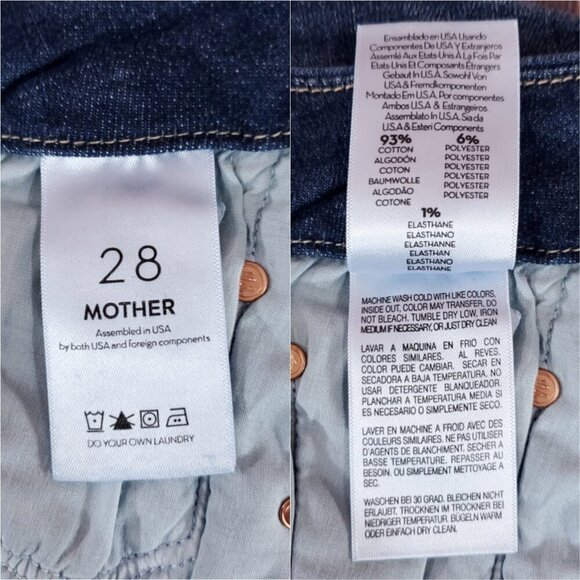 28
MOTHER
Assembled in USA
by both USA and foreign components
DO YOUR OWN LAUNDRY
Ensamblado en USA Usando
Componentes De USA Y Extranjeros
Assemlé Aux Etats-Unis À La Fois Par
Etats-Unis Et Composants Étrangers
Gebaut In U.S.A. Sowohl Von
USA & Fremdkomponenten
Montado Em U.S.A. Por componentes
Ambos USA & Estrangeiros
Assemblato In U.S.A. Sia da
U.S.A & Esteri Components
93% 6%
COTTON POLYESTER
ALGODÓN POLYESTER
COTON POLYESTER
BAUMWOLLE POLYESTER
ALGODÃO POLYESTER
COTONE POLYESTER
1%
ELASTHANE
ELASTHANO
ELASTHANNE
ELASTHAN
ELASTANO
ELASTHANE
MACHINE WASH COLD WITH LIKE COLORS,
INSIDE OUT, COLOR MAY TRANSFER, DO
NOT BLEACH. TUMBLE DRY LOW, IRON
MEDIUM IF NECESSARY, OR JUST DRY CLEAN
LAVAR A MAQUINA EN FRIÓ CON
COLORES SIMILARES. AL REVES.
COLOR PUEDE CAMBIAR. SECAR EN
SECADORA A BAJA TEMPERATURA. NO
USAR DETERGENTE BLANQUEADOR.
PLANCHAR A TEMPERATURA MEDIA SI
ES NECESARIO O SIMPLEMENTE SECO.
LAVER EN MACHINE A FROID AVEC DES
COULEURS SIMILAIRES. NE PAS UTILISER
D'AGENTS DE BLANCHIMENT. SECHER A
BASSE TEMPERATURE. REPASSER AU
BESOIN. OU SIMPLEMENT METTOYAGE A
SEC.
WASCHEN BEI 30 GRAD. BLEICHEN NICHT
ERLAUBT. TROCKNEN IM TROCKNER BEI
NIEDRIGER TEMPERATUR. BÜGELN WARM
ODER EINFACH DRY CLEAN.